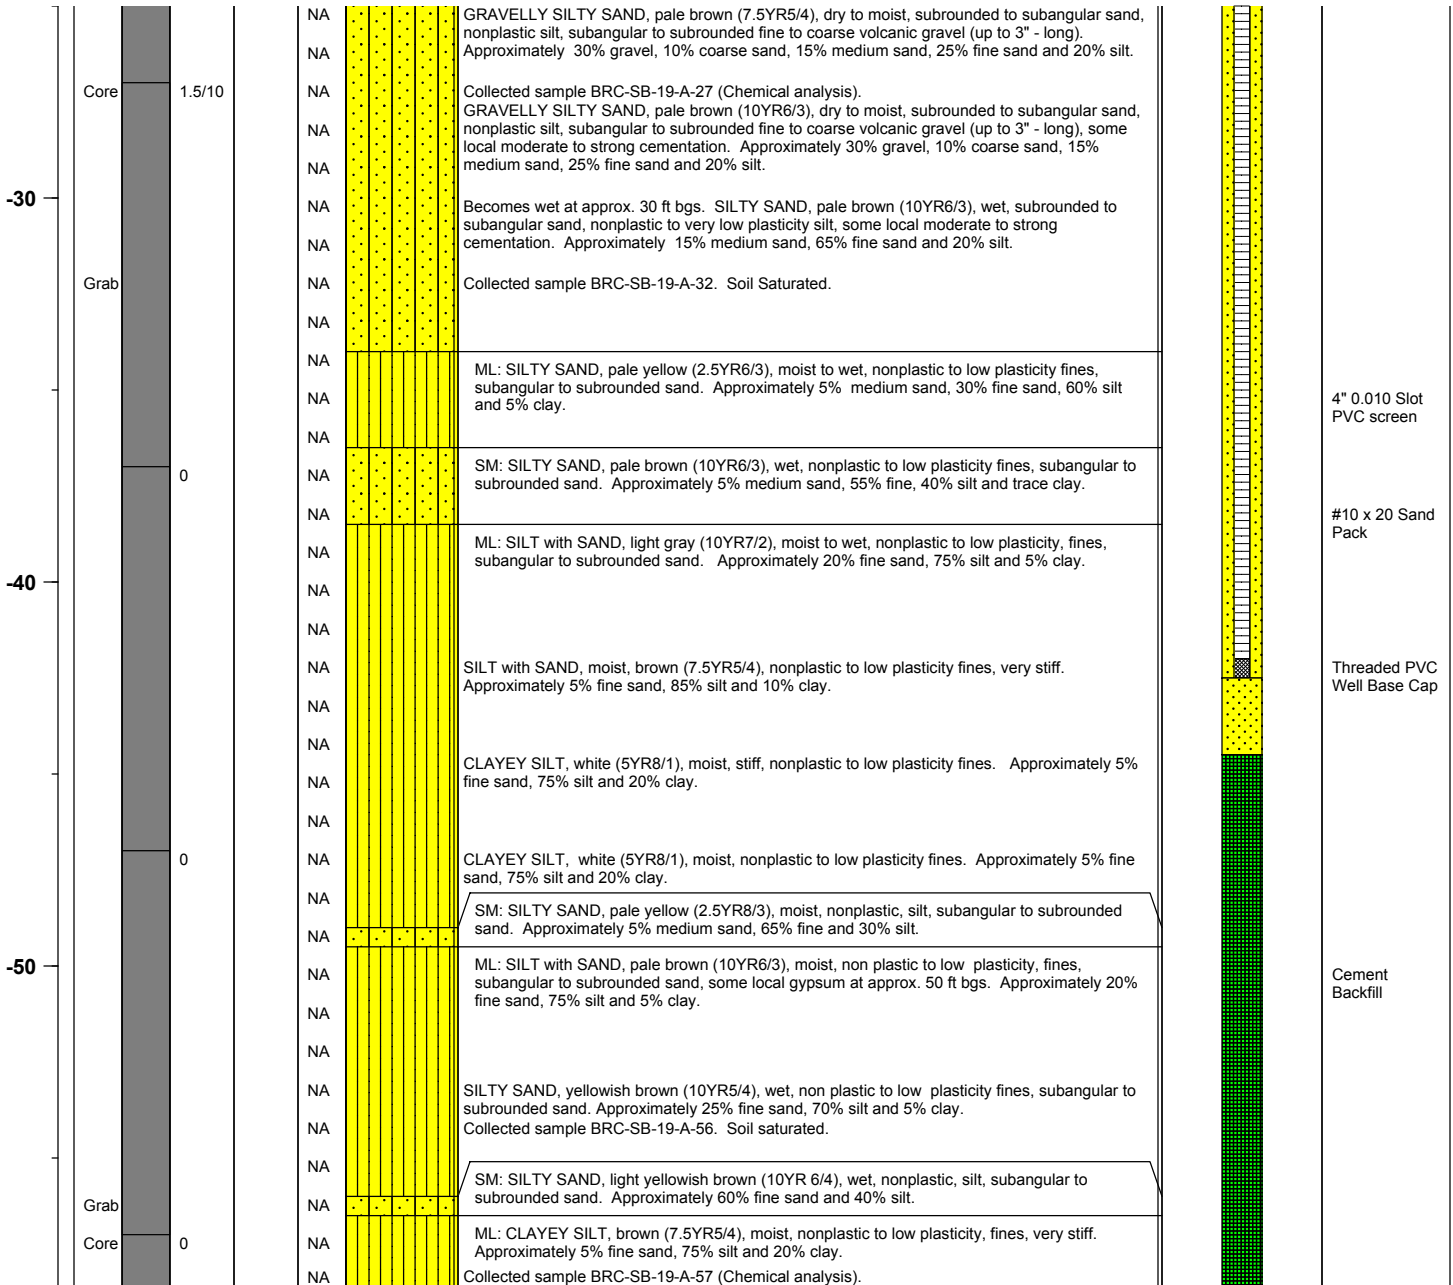 NA
GRAVELLY SILTY SAND, pale brown (7.5YR5/4), dry to moist, subrounded to subangular sand,
nonplastic silt, subangular to subrounded fine to coarse volcanic gravel (up to 3" - long).
NA
Approximately 30% gravel, 10% coarse sand, 15% medium sand, 25% fine sand and 20% silt.
Core
1.5/10
NA
Collected sample BRC-SB-19-A-27 (Chemical analysis).
GRAVELLY SILTY SAND, pale brown (10YR6/3), dry to moist, subrounded to subangular sand,
NA
nonplastic silt, subangular to subrounded fine to coarse volcanic gravel (up to 3" - long), some
local moderate to strong cementation. Approximately 30% gravel, 10% coarse sand, 15%
NA
medium sand, 25% fine sand and 20% silt.
-30
NA
Becomes wet at approx. 30 ft bgs. SILTY SAND, pale brown (10YR6/3), wet, subrounded to
subangular sand, nonplastic to very low plasticity silt, some local moderate to strong
NA
cementation. Approximately 15% medium sand, 65% fine sand and 20% silt.
Grab
NA
Collected sample BRC-SB-19-A-32. Soil Saturated.
NA
NA
ML: SILTY SAND, pale yellow (2.5YR6/3), moist to wet, nonplastic to low plasticity fines,
subangular to subrounded sand. Approximately 5% medium sand, 30% fine sand, 60% silt
NA
and 5% clay.
4" 0.010 Slot
PVC screen
NA
SM: SILTY SAND, pale brown (10YR6/3), wet, nonplastic to low plasticity fines, subangular to
0
NA
subrounded sand. Approximately 5% medium sand, 55% fine, 40% silt and trace clay.
NA
#10 x 20 Sand
Pack
ML: SILT with SAND, light gray (10YR7/2), moist to wet, nonplastic to low plasticity, fines,
NA
subangular to subrounded sand. Approximately 20% fine sand, 75% silt and 5% clay.
-40
NA
NA
NA
SILT with SAND, moist, brown (7.5YR5/4), nonplastic to low plasticity fines, very stiff.
Approximately 5% fine sand, 85% silt and 10% clay.
Threaded PVC
Well Base Cap
NA
NA
CLAYEY SILT, white (5YR8/1), moist, stiff, nonplastic to low plasticity fines. Approximately 5%
NA
fine sand, 75% silt and 20% clay.
NA
0
NA
CLAYEY SILT, white (5YR8/1), moist, nonplastic to low plasticity fines. Approximately 5% fine
sand, 75% silt and 20% clay.
NA
SM: SILTY SAND, pale yellow (2.5YR8/3), moist, nonplastic, silt, subangular to subrounded
NA
sand. Approximately 5% medium sand, 65% fine and 30% silt.
-50
NA
ML: SILT with SAND, pale brown (10YR6/3), moist, non plastic to low plasticity, fines,
subangular to subrounded sand, some local gypsum at approx. 50 ft bgs. Approximately 20%
fine sand, 75% silt and 5% clay.
Cement
Backfill
NA
NA
NA
SILTY SAND, yellowish brown (10YR5/4), wet, non plastic to low plasticity fines, subangular to
subrounded sand. Approximately 25% fine sand, 70% silt and 5% clay.
NA
Collected sample BRC-SB-19-A-56. Soil saturated.
NA
SM: SILTY SAND, light yellowish brown (10YR 6/4), wet, nonplastic, silt, subangular to
Grab
NA
subrounded sand. Approximately 60% fine sand and 40% silt.
Core
0
NA
ML: CLAYEY SILT, brown (7.5YR5/4), moist, nonplastic to low plasticity, fines, very stiff.
Approximately 5% fine sand, 75% silt and 20% clay.
NA
Collected sample BRC-SB-19-A-57 (Chemical analysis).